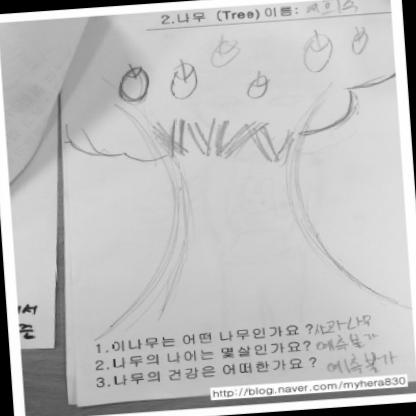 2.나무 (Tree) 이름:
서
준
1.이나무는 어떤 나무인가요? 사과나무
2.나무의 나이는 몇살인가요? 예측불가
3.나무의 건강은 어떠한가요? 예측불가
http://blog.naver.com/myhera830